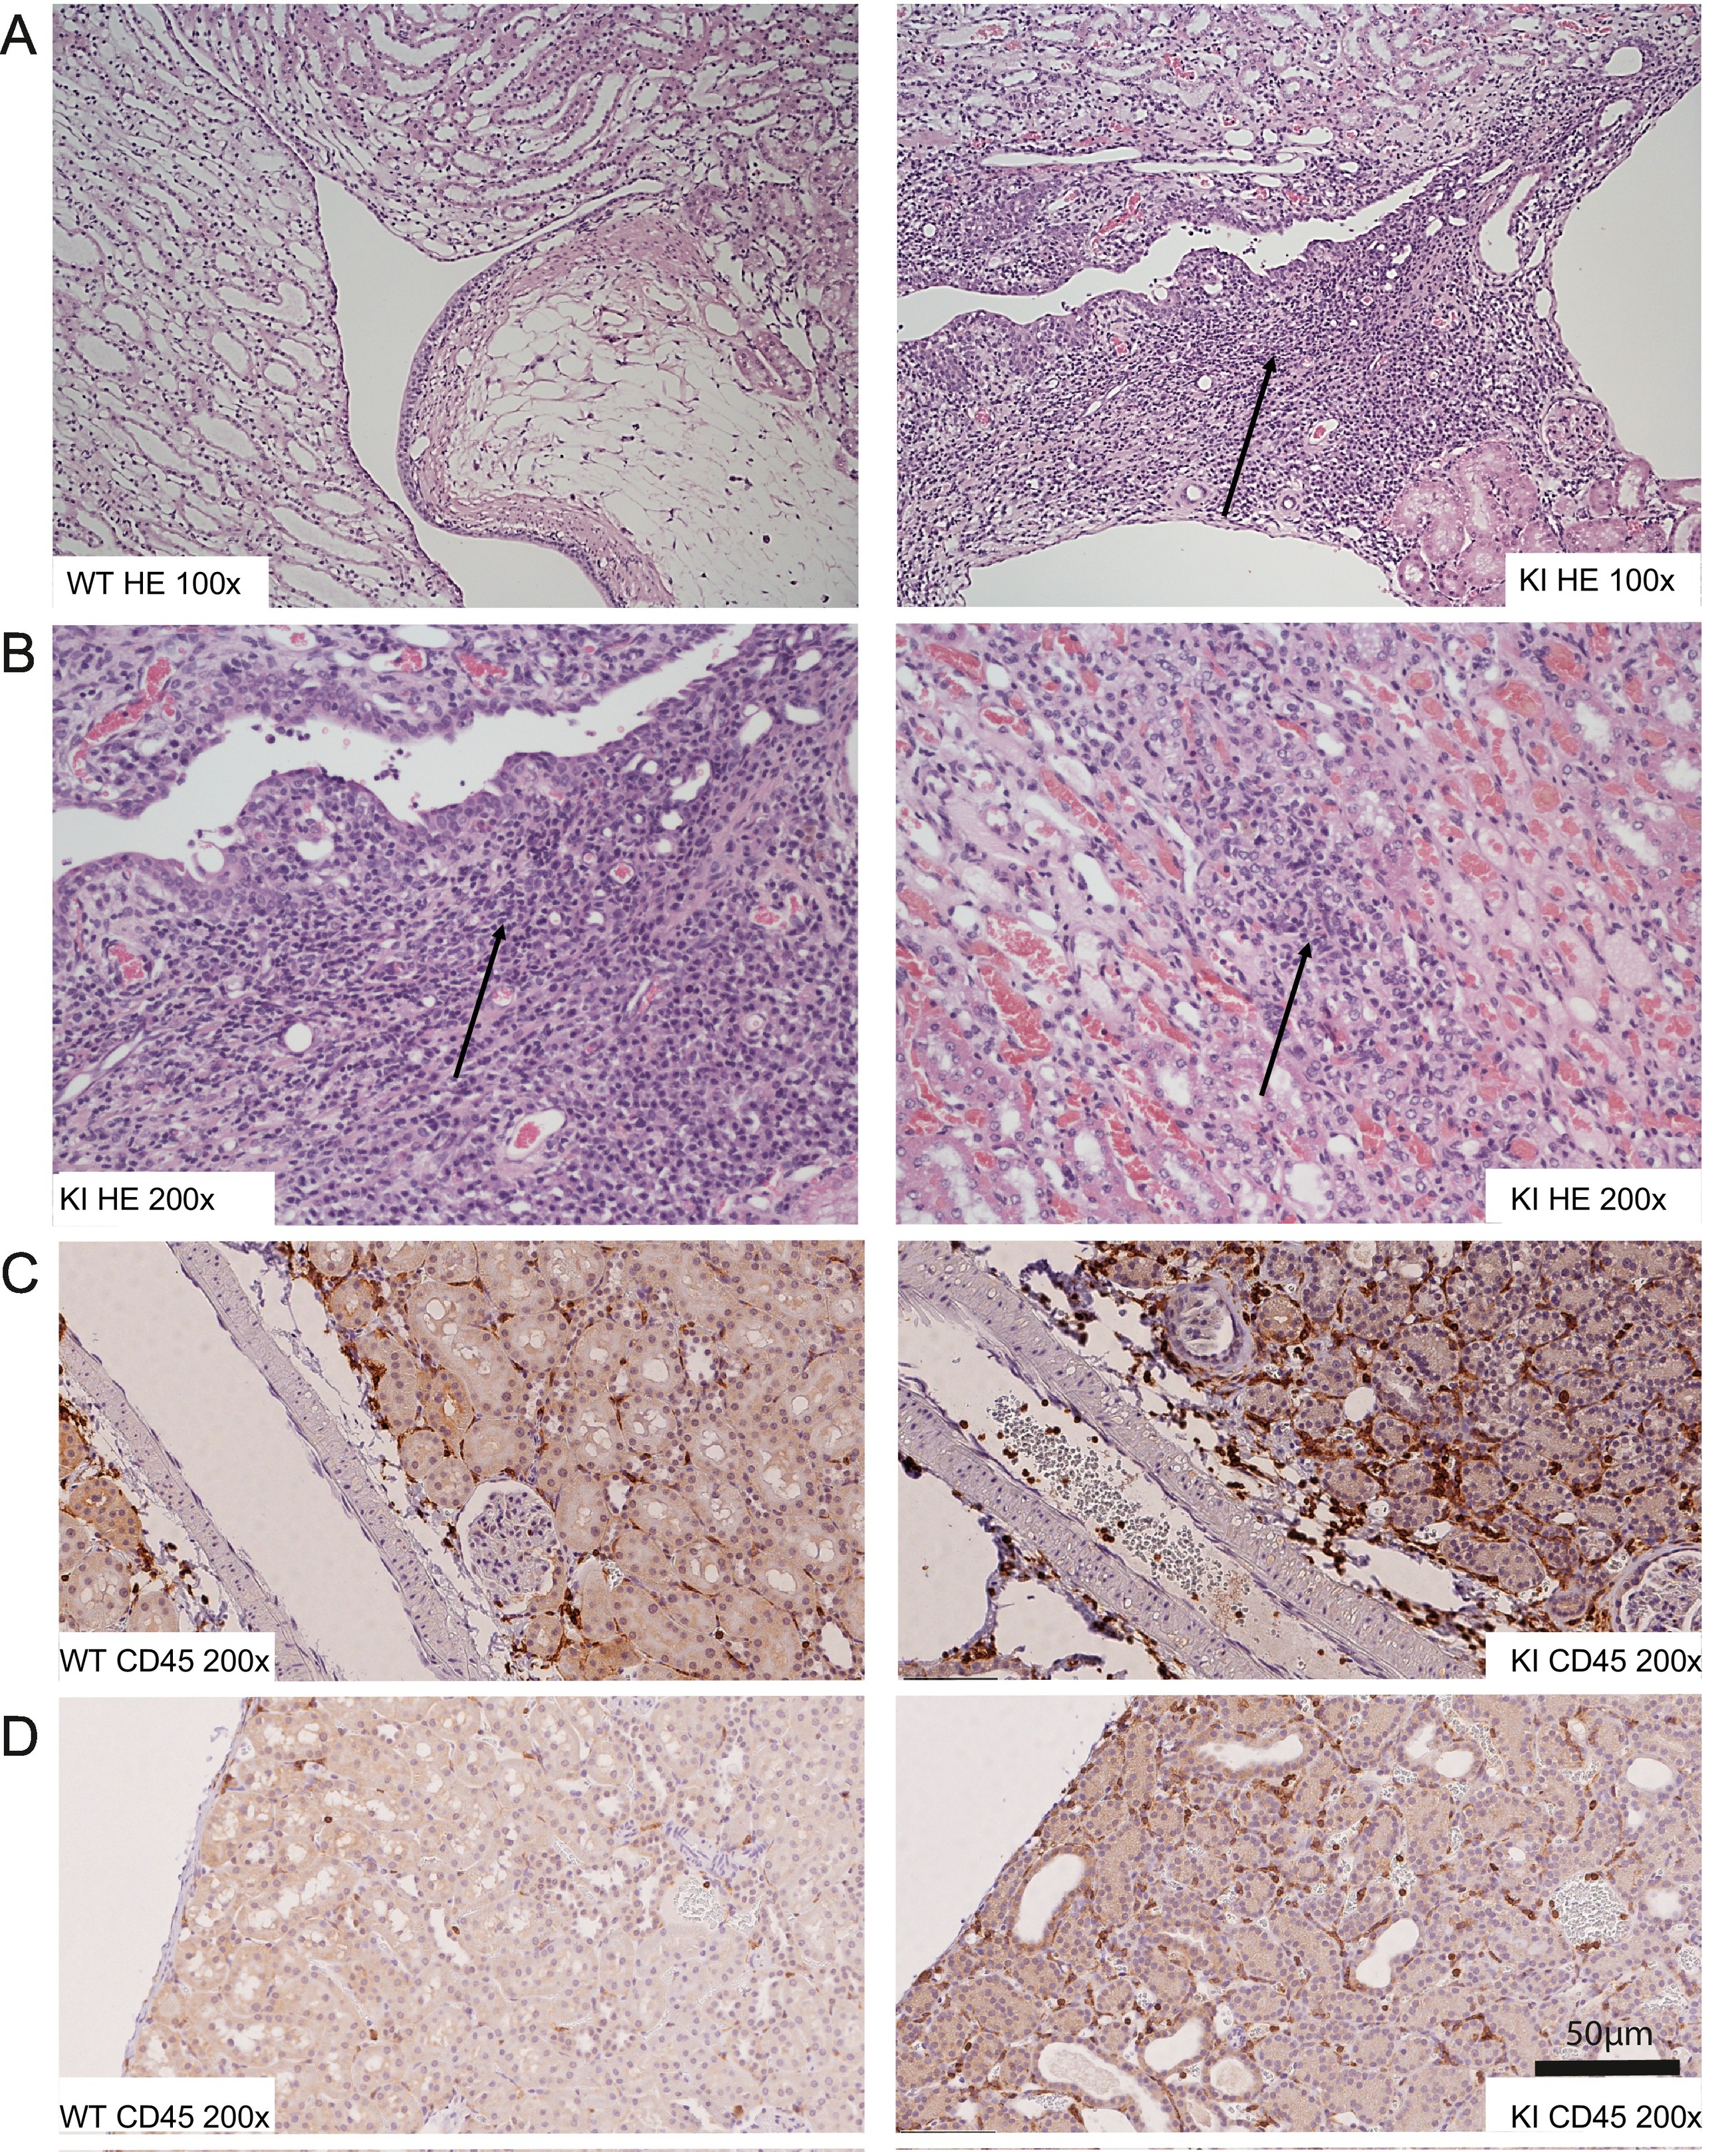 A
WT HE 100x
KI HE 100x
B
KI HE 200x
KI HE 200x
C
WT CD45 200x
KI CD45 200x
D
50µm
WT CD45 200x
KI CD45 200x